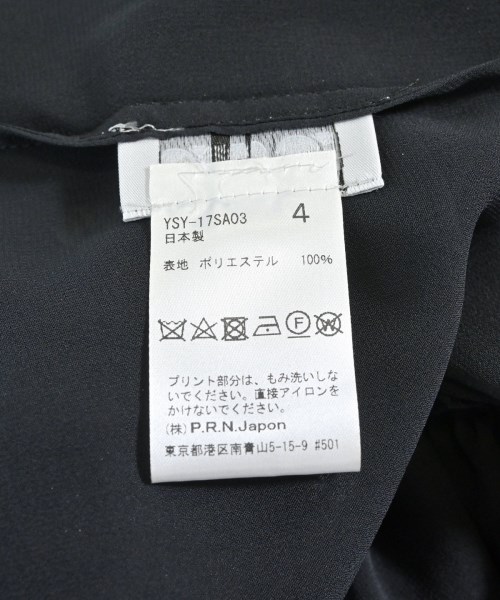 YSY-17SA03 4
日本製
表地 ポリエステル 100%
プリント部分は、もみ洗いしな
いでください。直接アイロンを
かけないでください。
(株) P.R.N.Japon
東京都港区南青山5-15-9 #501